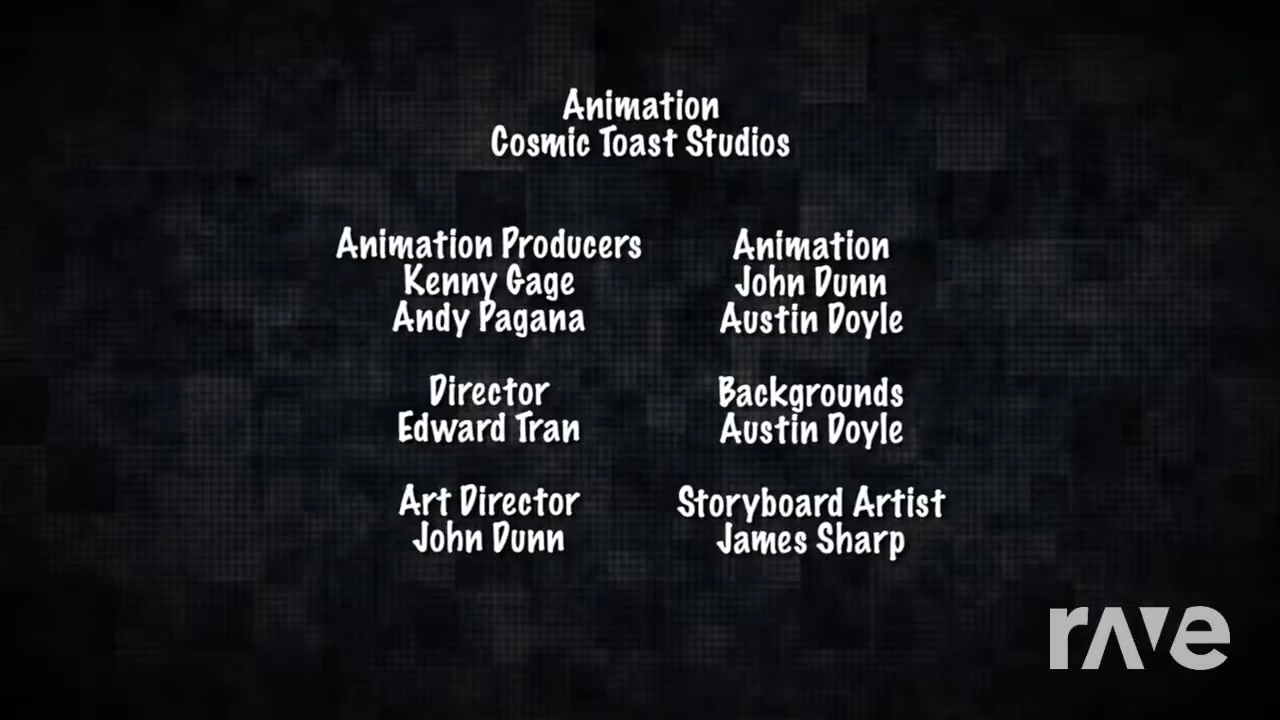 Animation
Cosmic Toast Studios
Animation Producers
Kenny Gage
Andy Pagana
Director
Edward Tran
Art Director
John Dunn
Animation
John Dunn
Austin Doyle
Backgrounds
Austin Doyle
Storyboard Artist
James Sharp
rave